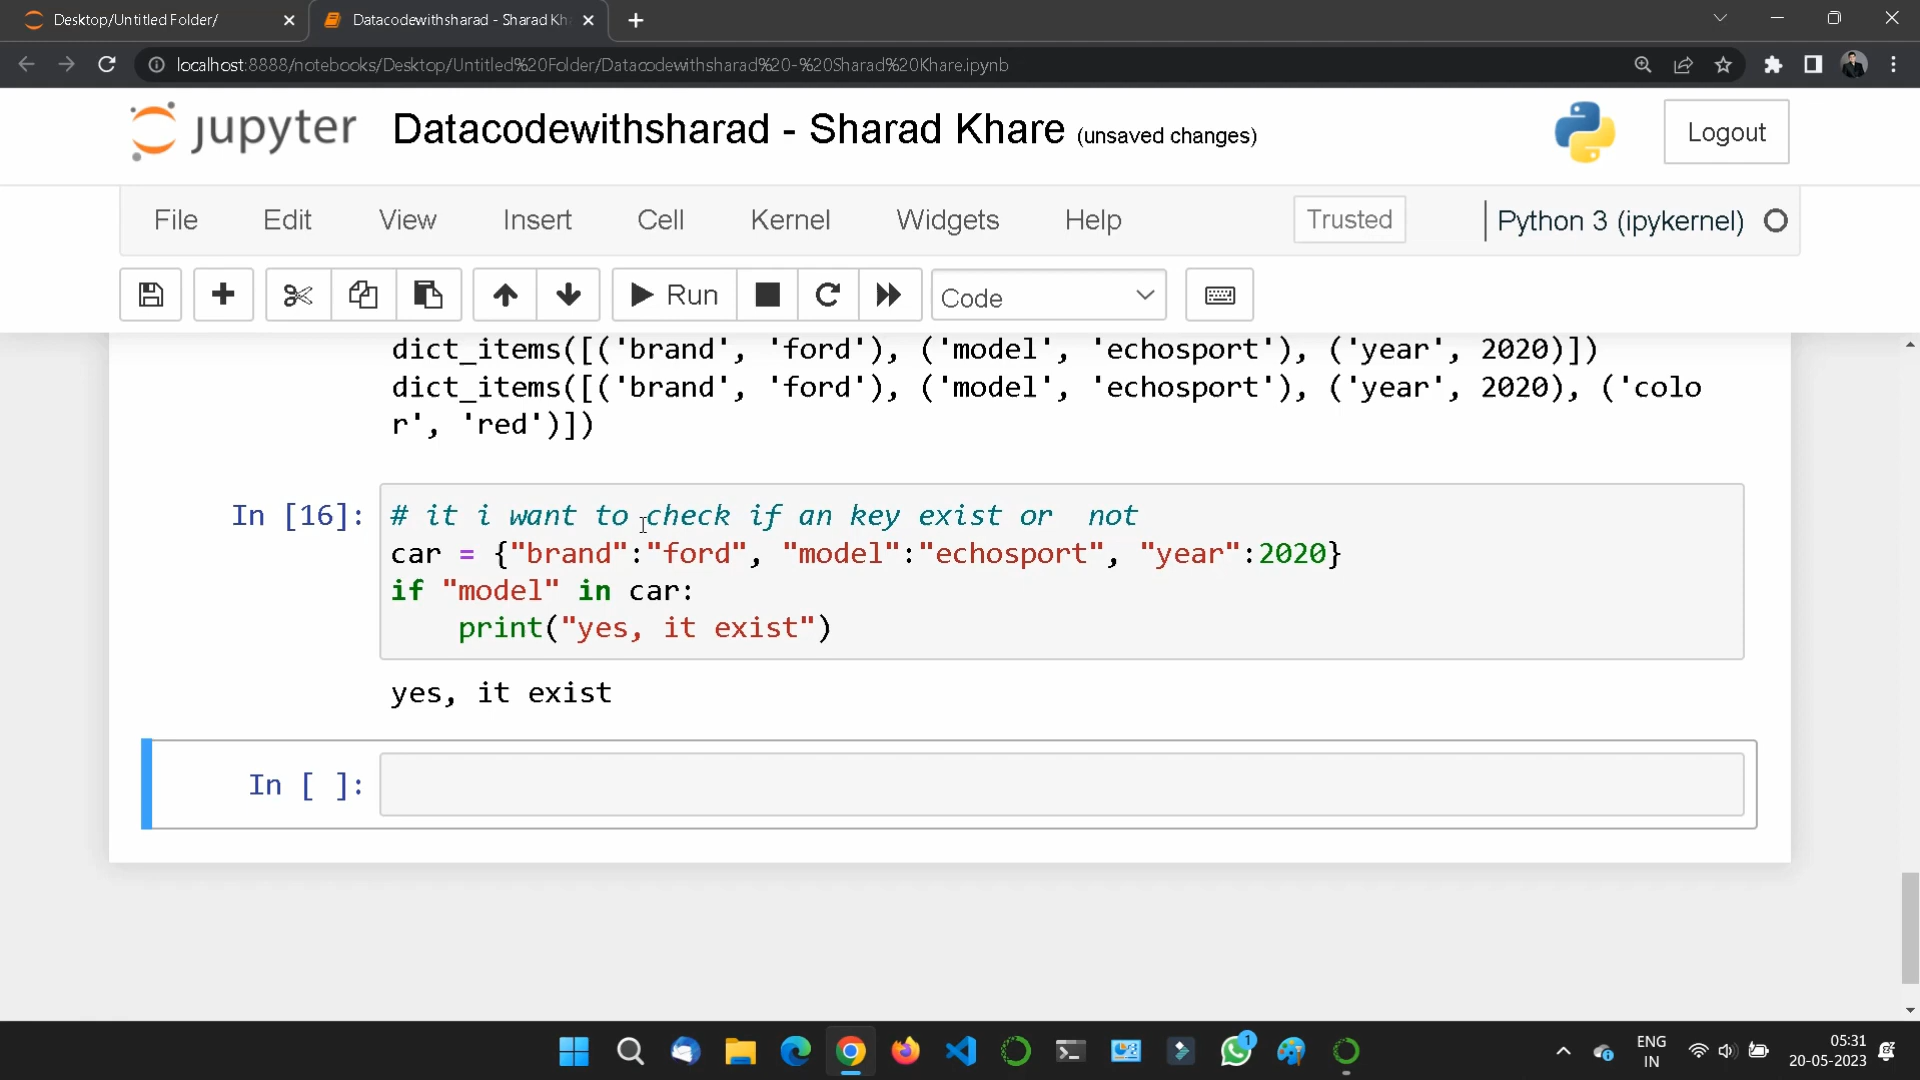 Desktop/Untitled Folder/
Datacodewithsharad - Sharad Kh
localhost:8888/notebooks/Desktop/Untitled%20Folder/Datacodewithsharad%20-%20Sharad%20Khare.ipynb
jupyter Datacodewithsharad - Sharad Khare (unsaved changes)
Logout
File Edit View Insert Cell Kernel Widgets Help Trusted Python 3 (ipykernel)
Run Code
dict_items([('brand', 'ford'), ('model', 'echosport'), ('year', 2020)])
dict_items([('brand', 'ford'), ('model', 'echosport'), ('year', 2020), ('colo
r', 'red')])
In [16]: # it i want to check if an key exist or  not
car = {"brand":"ford", "model":"echosport", "year":2020}
if "model" in car:
    print("yes, it exist")
yes, it exist
In [ ]:
1
ENG
IN
05:31
20-05-2023